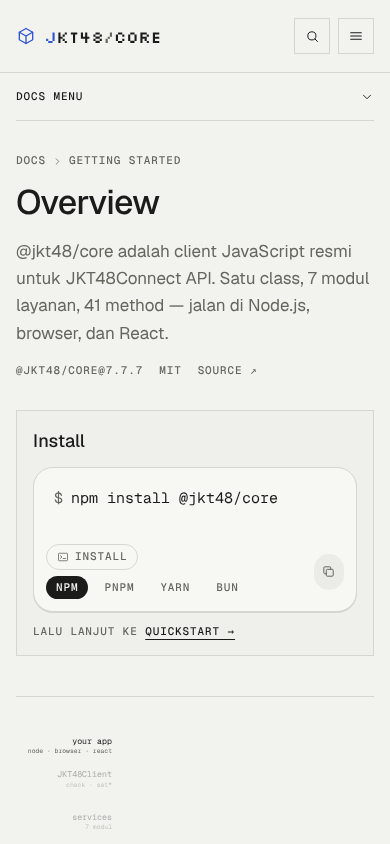 JKT48/CORE
DOCS MENU
DOCS > GETTING STARTED
Overview
@jkt48/core adalah client JavaScript resmi
untuk JKT48Connect API. Satu class, 7 modul
layanan, 41 method — jalan di Node.js,
browser, dan React.
@JKT48/CORE@7.7.7 MIT SOURCE ↗
Install
$ npm install @jkt48/core
INSTALL
NPM PNPM YARN BUN
LALU LANJUT KE QUICKSTART →
your app
node · browser · react
JKT48Client
check · get*
services
7 modul